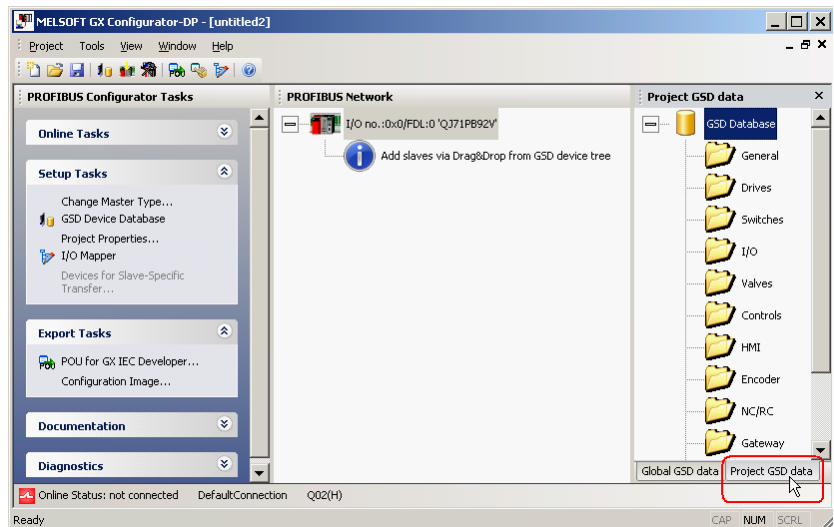 MELSOFT GX Configurator-DP - [untitled2]
Project Tools View Window Help
PROFIBUS Configurator Tasks
Online Tasks
Setup Tasks
Change Master Type...
GSD Device Database
Project Properties...
I/O Mapper
Devices for Slave-Specific
Transfer...
Export Tasks
POU for GX IEC Developer...
Configuration Image...
Documentation
Diagnostics
PROFIBUS Network
I/O no.:0x0/FDL:0 'QJ71PB92V'
Add slaves via Drag&Drop from GSD device tree
Project GSD data
GSD Database
General
Drives
Switches
I/O
Valves
Controls
HMI
Encoder
NC/RC
Gateway
Global GSD data Project GSD data
Online Status: not connected DefaultConnection Q02(H)
Ready CAP NUM SCRL